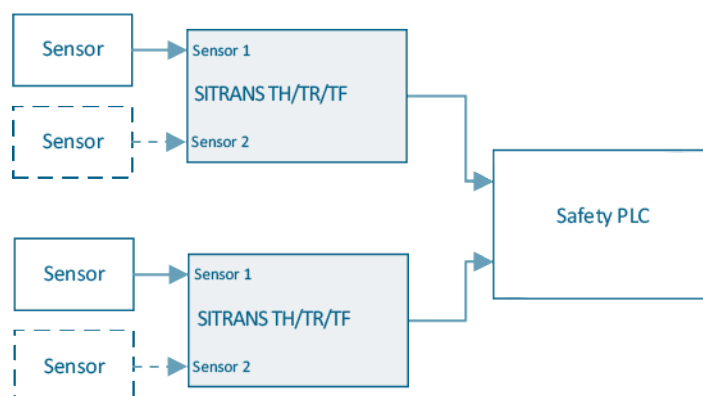 Sensor
Sensor 1
SITRANS TH/TR/TF
Sensor
Sensor 2
Safety PLC
Sensor
Sensor 1
SITRANS TH/TR/TF
Sensor
Sensor 2